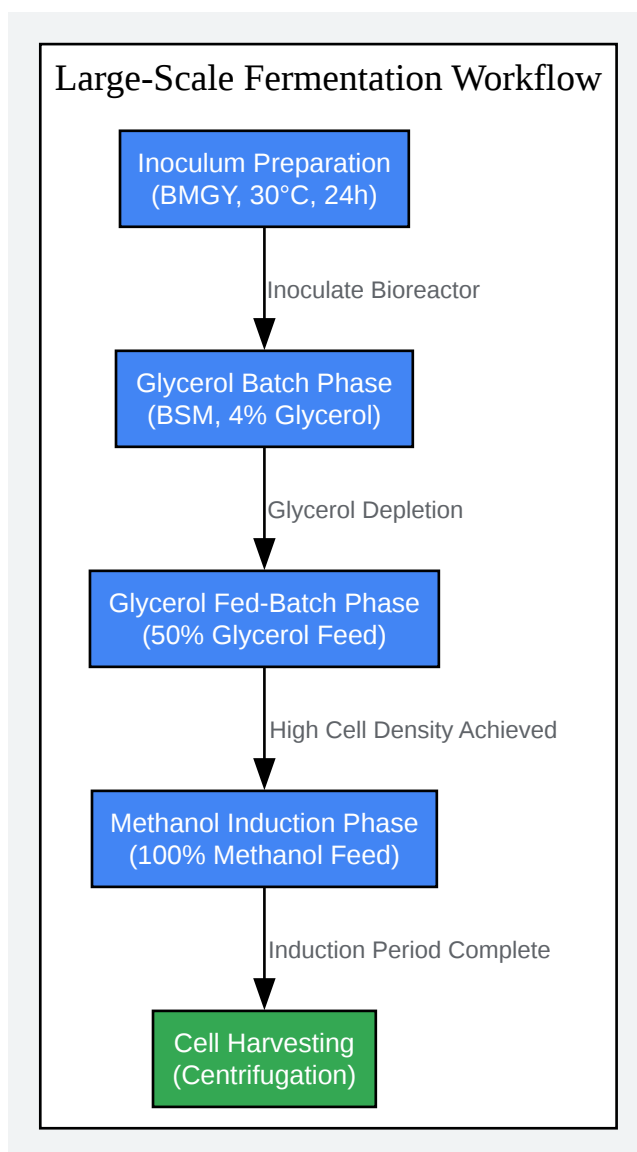 Large-Scale Fermentation Workflow
Inoculum Preparation
(BMGY, 30°C, 24h)
Inoculate Bioreactor
Glycerol Batch Phase
(BSM, 4% Glycerol)
Glycerol Depletion
Glycerol Fed-Batch Phase
(50% Glycerol Feed)
High Cell Density Achieved
Methanol Induction Phase
(100% Methanol Feed)
Induction Period Complete
Cell Harvesting
(Centrifugation)